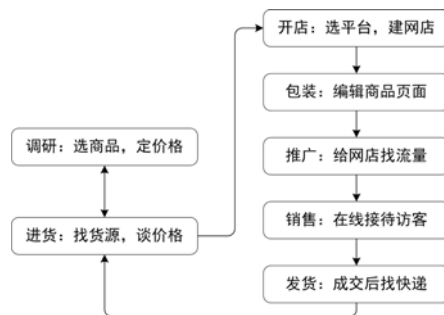 开店：选平台，建网店
包装：编辑商品页面
调研：选商品，定价格
推广：给网店找流量
进货：找货源，谈价格
销售：在线接待访客
发货：成交后找快递